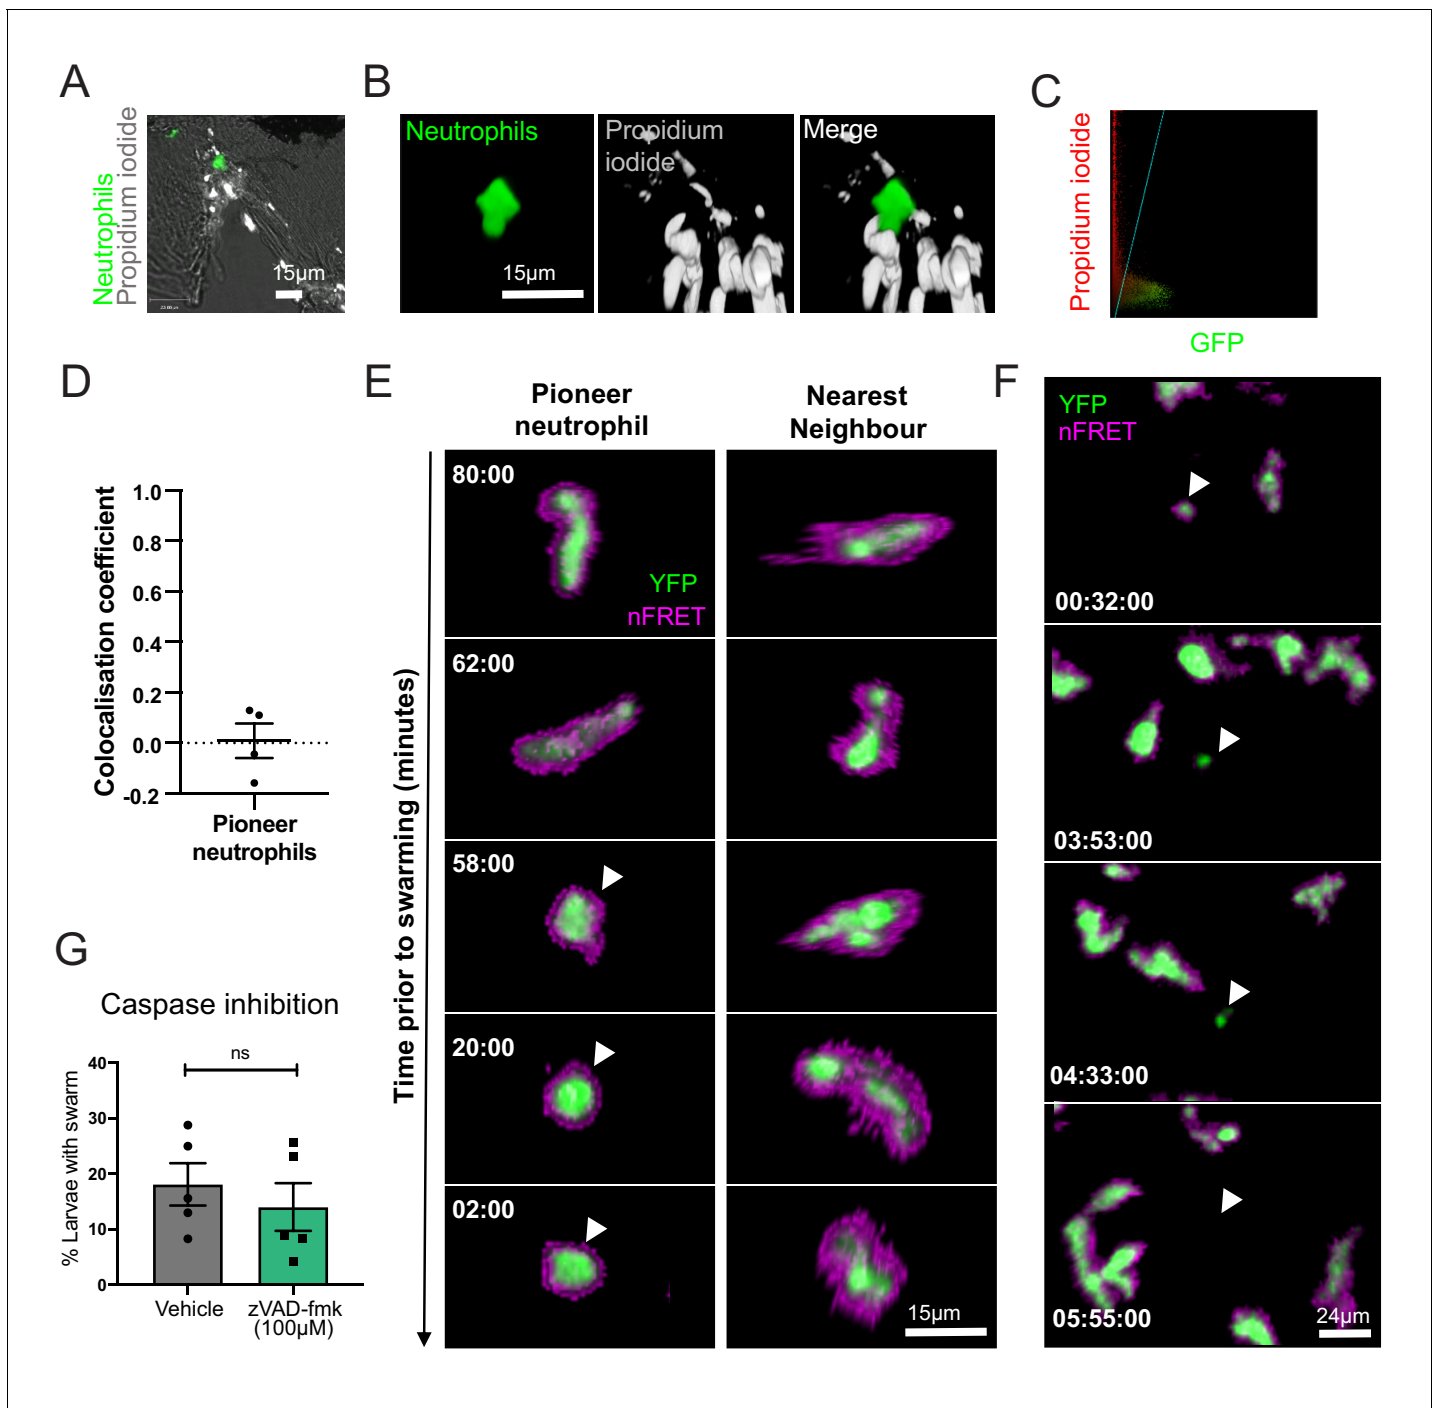 A
Neutrophils
Propidium iodide
15µm
B
Neutrophils
15µm
Propidium
iodide
Merge
C
Propidium iodide
GFP
D
Colocalisation coefficient
1.0
0.8
0.6
0.4
0.2
0.0
-0.2
Pioneer
neutrophils
E
Pioneer
neutrophil
Nearest
Neighbour
Time prior to swarming (minutes)
80:00
YFP
nFRET
62:00
58:00
20:00
02:00
15µm
F
YFP
nFRET
00:32:00
03:53:00
04:33:00
05:55:00
24µm
G
Caspase inhibition
% Larvae with swarm
40
30
20
10
0
ns
Vehicle
zVAD-fmk
(100µM)